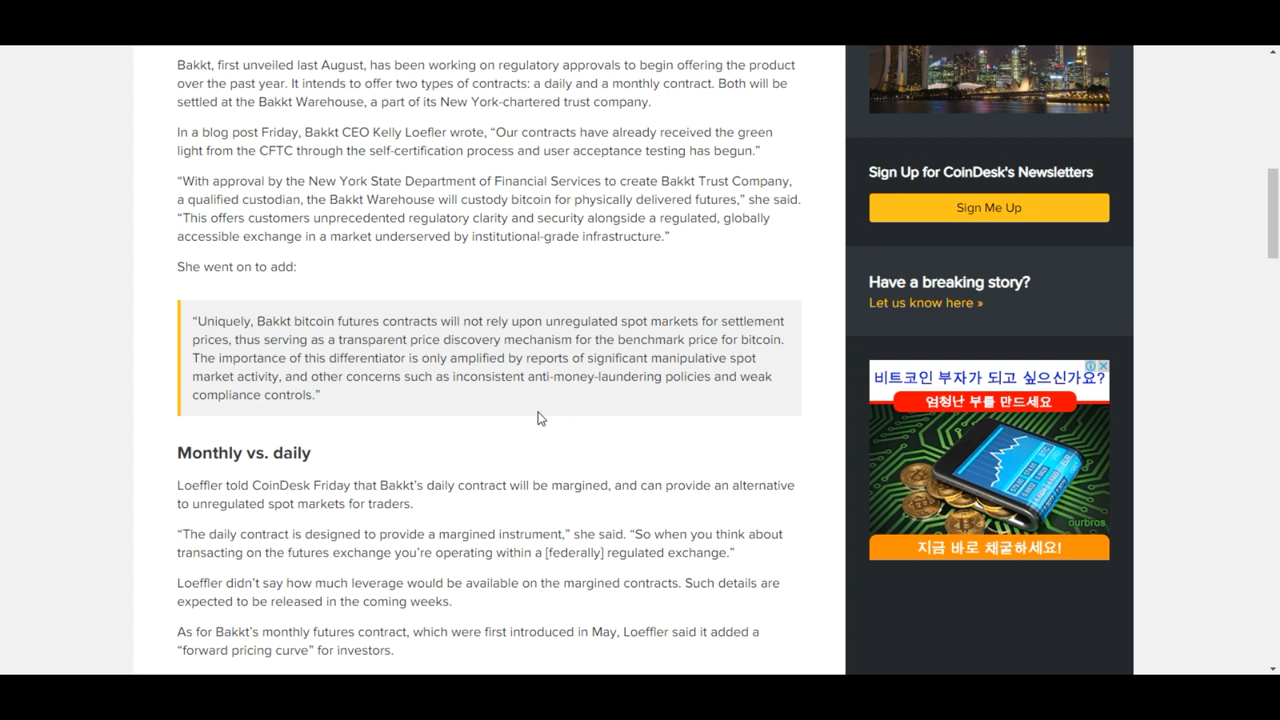 Bakkt, first unveiled last August, has been working on regulatory approvals to begin offering the product
over the past year. It intends to offer two types of contracts: a daily and a monthly contract. Both will be
settled at the Bakkt Warehouse, a part of its New York-chartered trust company.
In a blog post Friday, Bakkt CEO Kelly Loefler wrote, “Our contracts have already received the green
light from the CFTC through the self-certification process and user acceptance testing has begun.”
“With approval by the New York State Department of Financial Services to create Bakkt Trust Company,
a qualified custodian, the Bakkt Warehouse will custody bitcoin for physically delivered futures,” she said.
“This offers customers unprecedented regulatory clarity and security alongside a regulated, globally
accessible exchange in a market underserved by institutional-grade infrastructure.”
She went on to add:
“Uniquely, Bakkt bitcoin futures contracts will not rely upon unregulated spot markets for settlement
prices, thus serving as a transparent price discovery mechanism for the benchmark price for bitcoin.
The importance of this differentiator is only amplified by reports of significant manipulative spot
market activity, and other concerns such as inconsistent anti-money-laundering policies and weak
compliance controls.”
Monthly vs. daily
Loeffler told CoinDesk Friday that Bakkt’s daily contract will be margined, and can provide an alternative
to unregulated spot markets for traders.
“The daily contract is designed to provide a margined instrument,” she said. “So when you think about
transacting on the futures exchange you’re operating within a [federally] regulated exchange.”
Loeffler didn’t say how much leverage would be available on the margined contracts. Such details are
expected to be released in the coming weeks.
As for Bakkt’s monthly futures contract, which were first introduced in May, Loeffler said it added a
“forward pricing curve” for investors.
Sign Up for CoinDesk's Newsletters
Sign Me Up
Have a breaking story?
Let us know here »
비트코인 부자가 되고 싶으신가요?
엄청난 부를 만드세요
ourbros
지금 바로 채굴하세요!